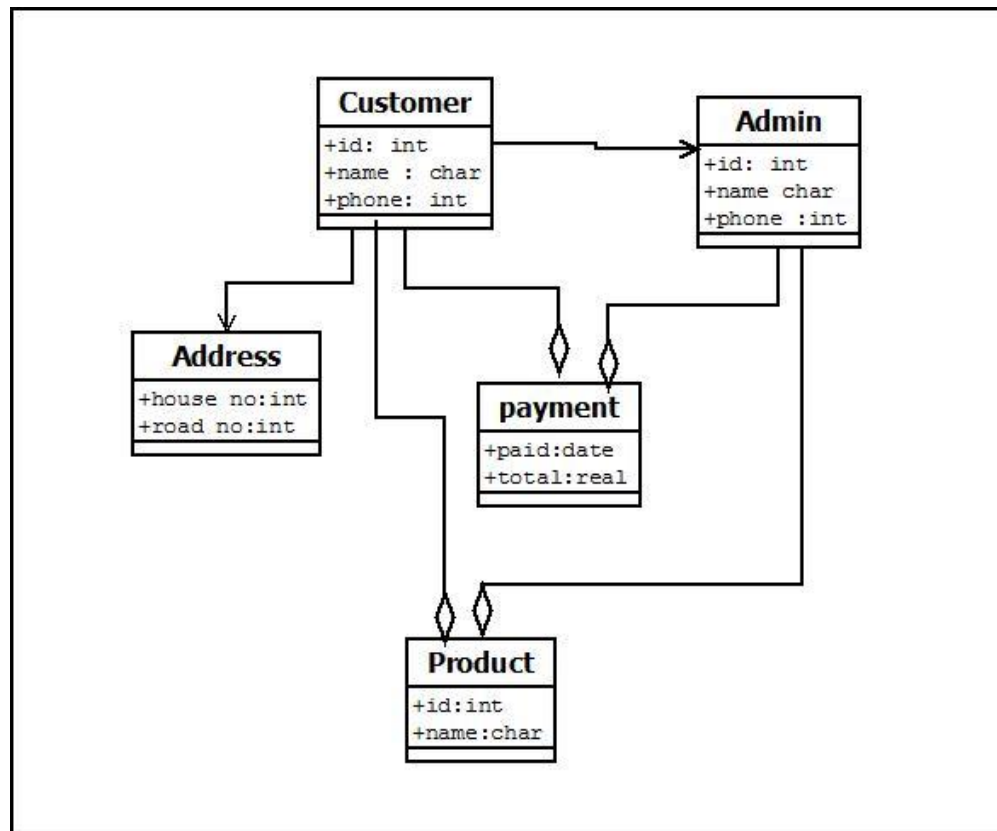 Customer
+id: int
+name : char
+phone: int
Admin
+id: int
+name char
+phone :int
Address
+house no:int
+road no:int
payment
+paid:date
+total:real
Product
+id:int
+name:char